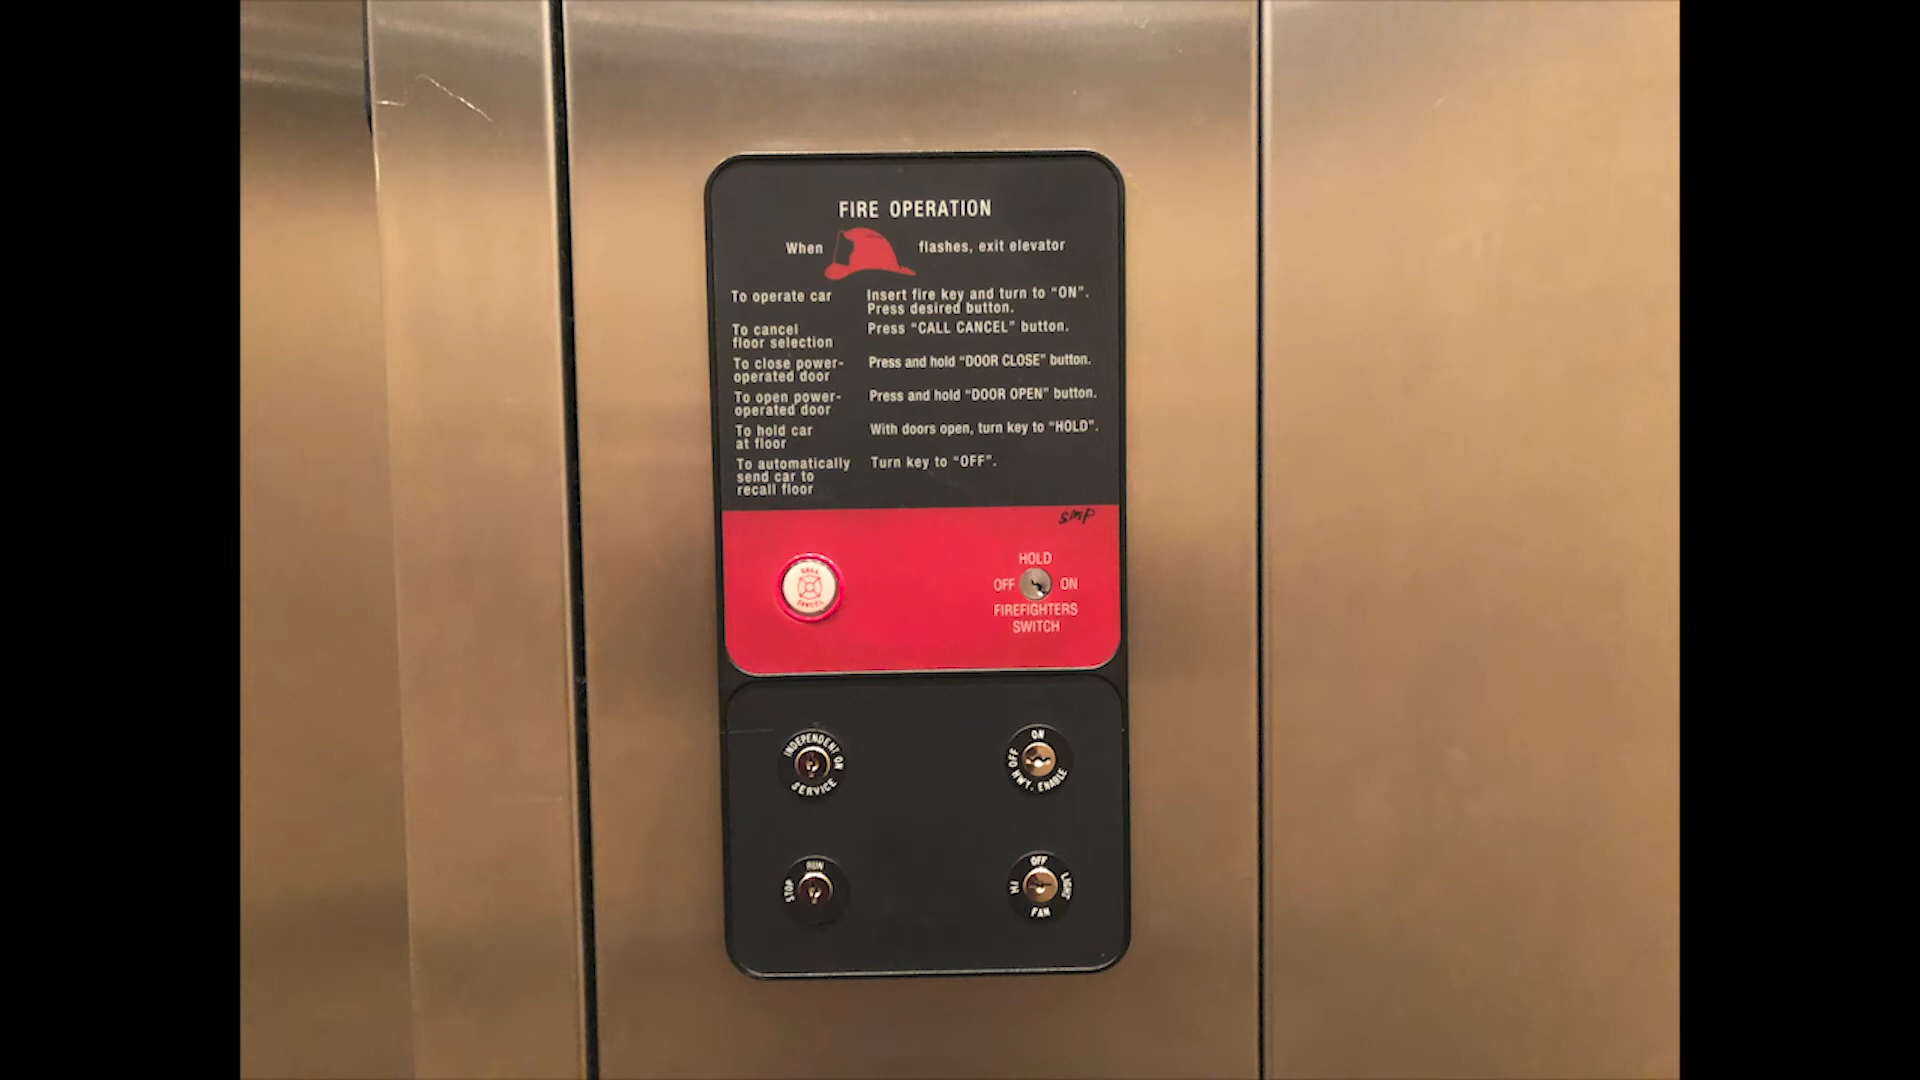 FIRE OPERATION
When flashes, exit elevator
To operate car
Insert fire key and turn to “ON”.
Press desired button.
To cancel
floor selection
Press “CALL CANCEL” button.
To close power-
operated door
Press and hold “DOOR CLOSE” button.
To open power-
operated door
Press and hold “DOOR OPEN” button.
To hold car
at floor
With doors open, turn key to “HOLD”.
To automatically
send car to
recall floor
Turn key to “OFF”.
SMP
CALL
CANCEL
HOLD
OFF ON
FIREFIGHTERS
SWITCH
INDEPENDENT ON
SERVICE
ON
OFF
HWY. ENABLE
RUN
STOP
OFF
HI LIGHT
FAN